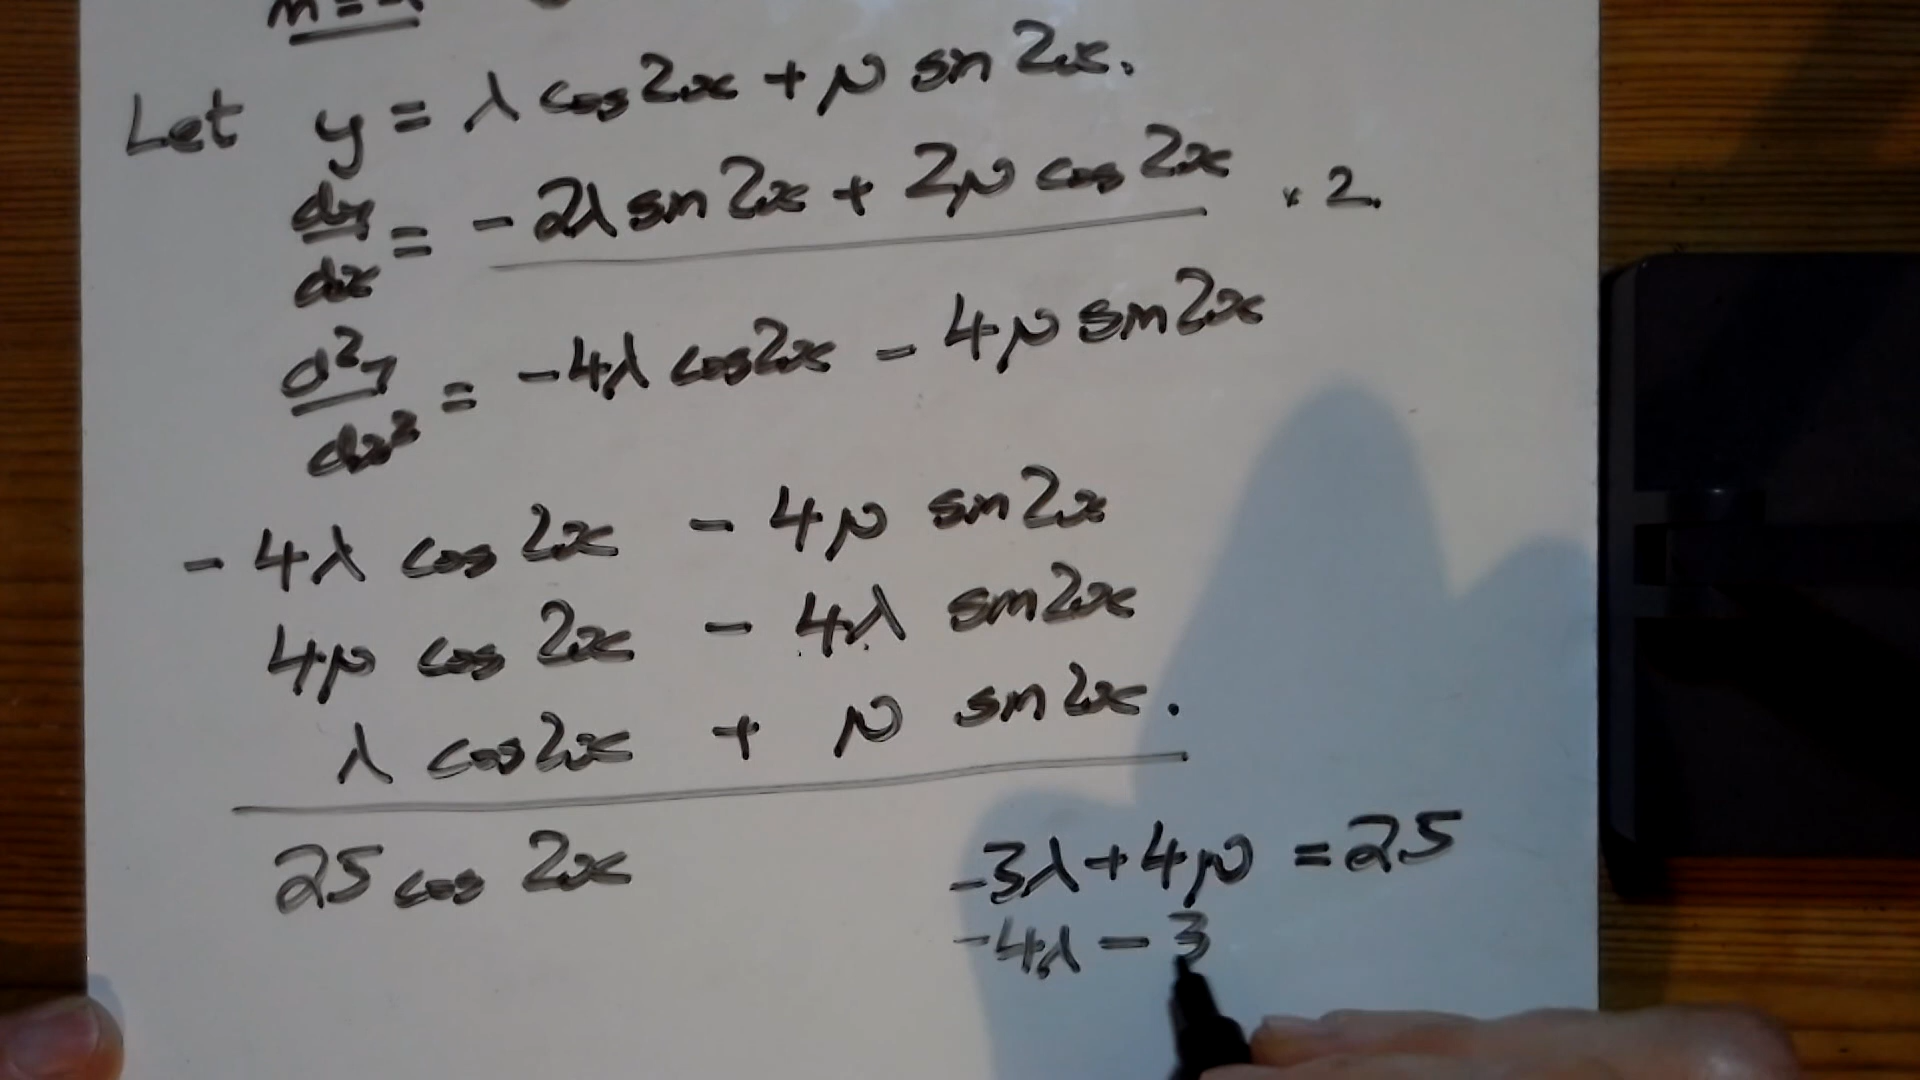 Let y = λ cos 2x + μ sin 2x.
dy/dx = - 2λ sin 2x + 2μ cos 2x × 2.
d²y/dx² = - 4λ cos 2x - 4μ sin 2x
- 4λ cos 2x - 4μ sin 2x
4μ cos 2x - 4λ sin 2x
λ cos 2x + μ sin 2x.
25 cos 2x
-3λ + 4μ = 25
-4λ - 3